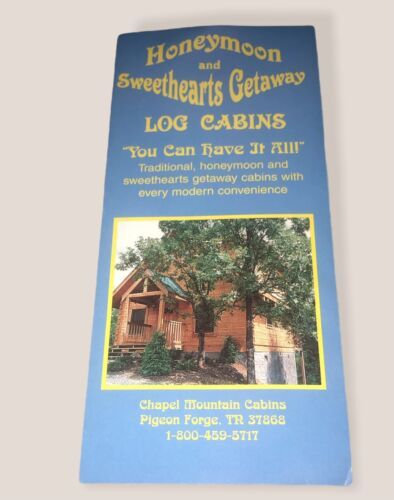 Honeymoon
and
Sweethearts Getaway
LOG CABINS
"You Can Have It All!"
Traditional, honeymoon and
sweethearts getaway cabins with
every modern convenience
Chapel Mountain Cabins
Pigeon Forge, TN 37868
1-800-459-5717